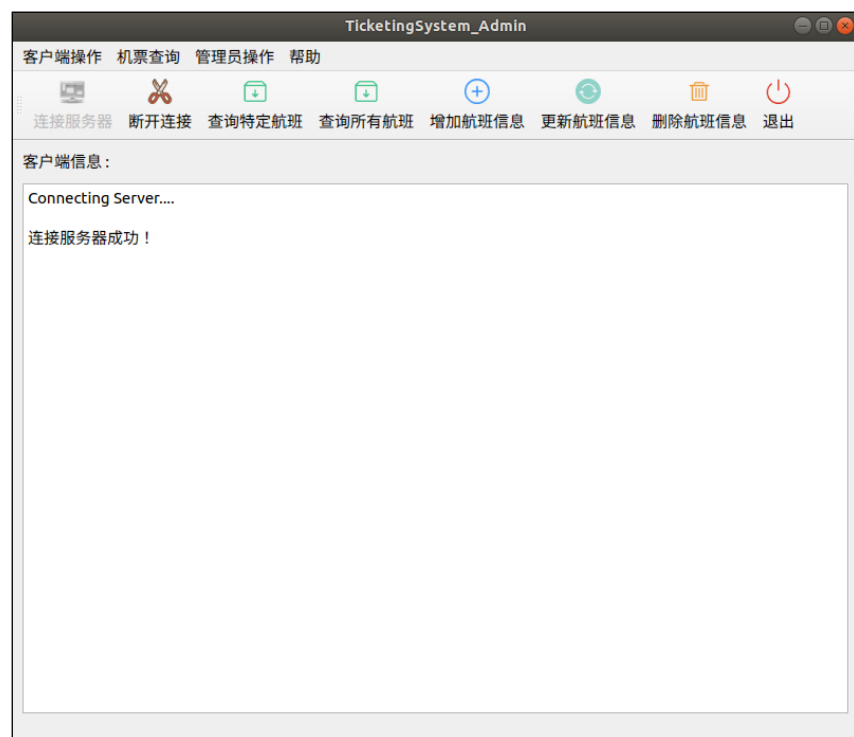 TicketingSystem_Admin
客户端操作 机票查询 管理员操作 帮助
连接服务器 断开连接 查询特定航班 查询所有航班 增加航班信息 更新航班信息 删除航班信息 退出
客户端信息：
Connecting Server....
连接服务器成功！